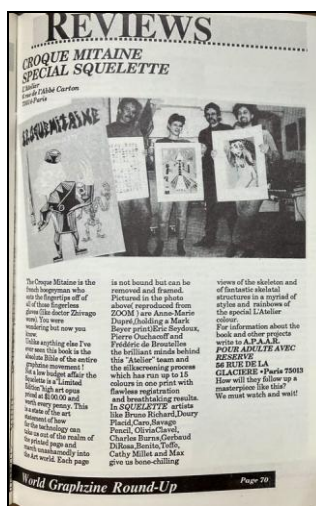 REVIEWS
CROQUE MITAINE
SPECIAL SQUELETTE
L'Atelier
rue de l'Abbé Carton
75014-Paris
CROQUEMITAINE
The Croque Mitaine is the
french boogeyman who
eats the fingertips off of
all of those fingerless
gloves (like doctor Zhivago
wore). You were
wondering but now you
know.
Unlike anything else I've
ever seen this book is the
absolute Bible of the entire
graphzine movement !
Not a low budget affair the
Squelette is a "Limited
Edition "high art opus
priced at $100.00 and
worth every penny. This
is a state of the art
statement of how
far the technology can
take us out of the realm of
the printed page and
march unashamedly into
the Art world. Each page
is not bound but can be
removed and framed.
Pictured in the photo
above( reproduced from
ZOOM ) are Anne-Marie
Dupré,(holding a Mark
Beyer print)Eric Seydoux,
Pierre Ouchacoff and
Frédéric de Broutelles
the brilliant minds behind
this "Atelier" team and
the silkscreening process
which has run up to 15
colours in one print with
flawless registration
and breathtaking results.
In SQUELETTE artists
like Bruno Richard,Doury
Placid,Caro,Savage
Pencil, OliviaClavel,
Charles Burns,Gerbaud
DiRosa,Benito,Toffe,
Cathy Millet and Max
give us bone-chilling
views of the skeleton and
of fantastic skeletal
structures in a myriad of
styles and rainbows of
the special L'Atelier
colour.
For information about the
book and other projects
write to A.P.A.A.R.
POUR ADULTE AVEC
RESERVE
56 RUE DE LA
GLACIERE •Paris 75013
How will they follow up a
masterpiece like this?
We must watch and wait!
World Graphzine Round-Up
Page 70